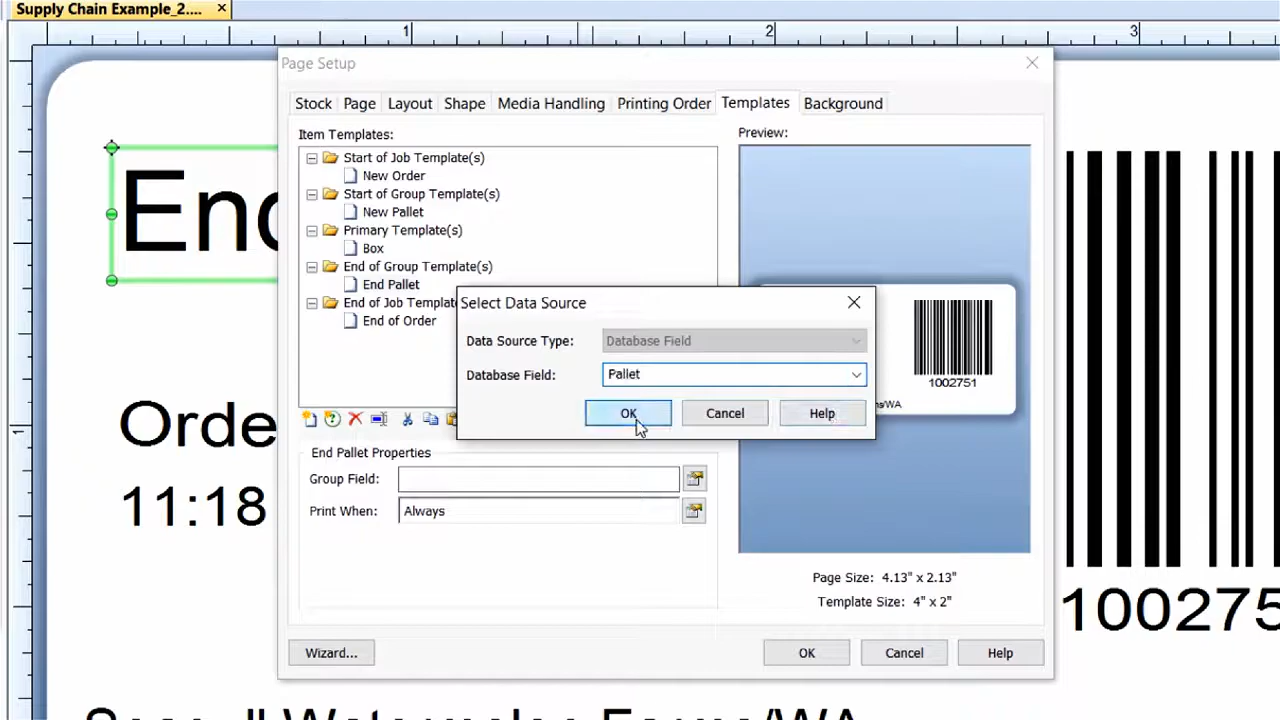 Supply Chain Example_2....
1
2
3
Page Setup
Stock Page Layout Shape Media Handling Printing Order Templates Background
Item Templates:
Preview:
Start of Job Template(s)
New Order
Start of Group Template(s)
New Pallet
Primary Template(s)
Box
End of Group Template(s)
End Pallet
End of Job Templat
End of Order
Select Data Source
Data Source Type: Database Field
Database Field: Pallet
OK Cancel Help
1002751
ns/WA
End Pallet Properties
Group Field:
Print When: Always
Page Size: 4.13" x 2.13"
Template Size: 4" x 2"
Wizard... OK Cancel Help
End
Orde
11:18
100275
1